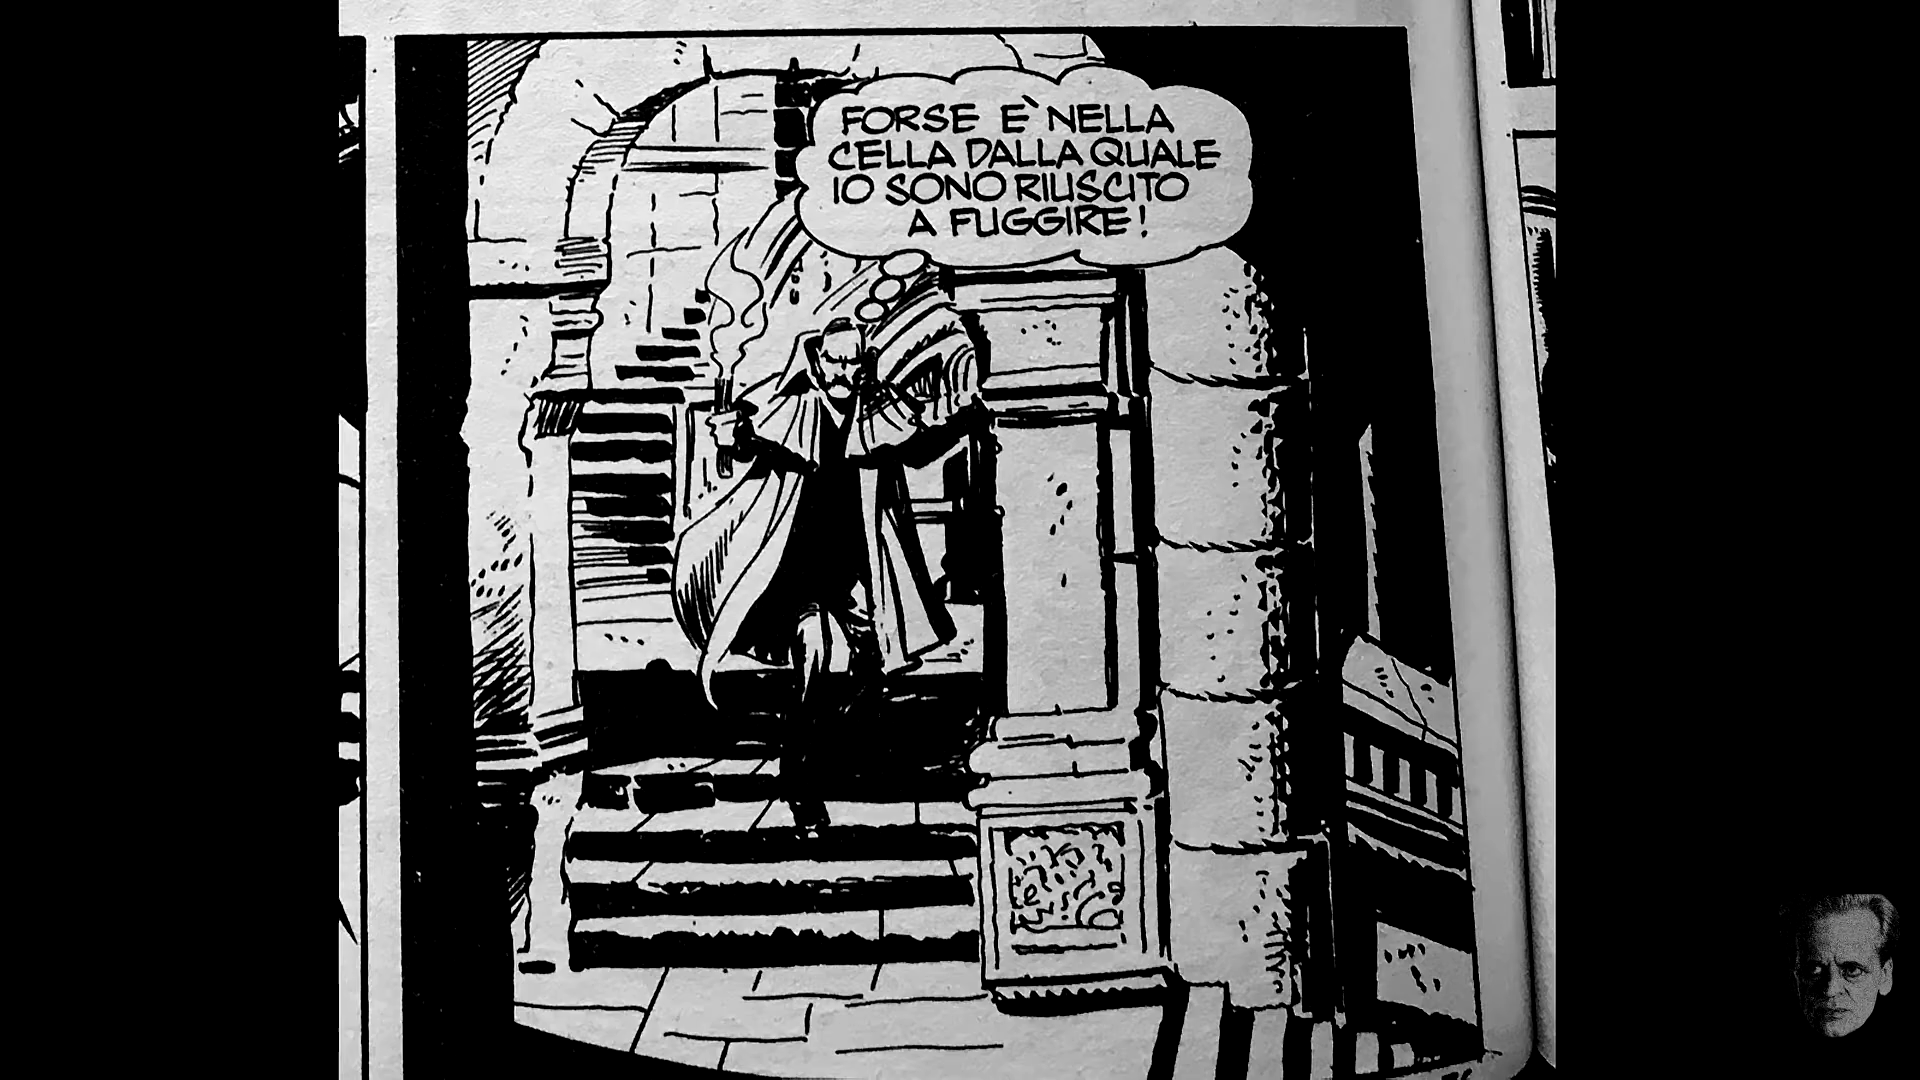 FORSE E` NELLA
CELLA DALLA QUALE
IO SONO RIUSCITO
A FUGGIRE!